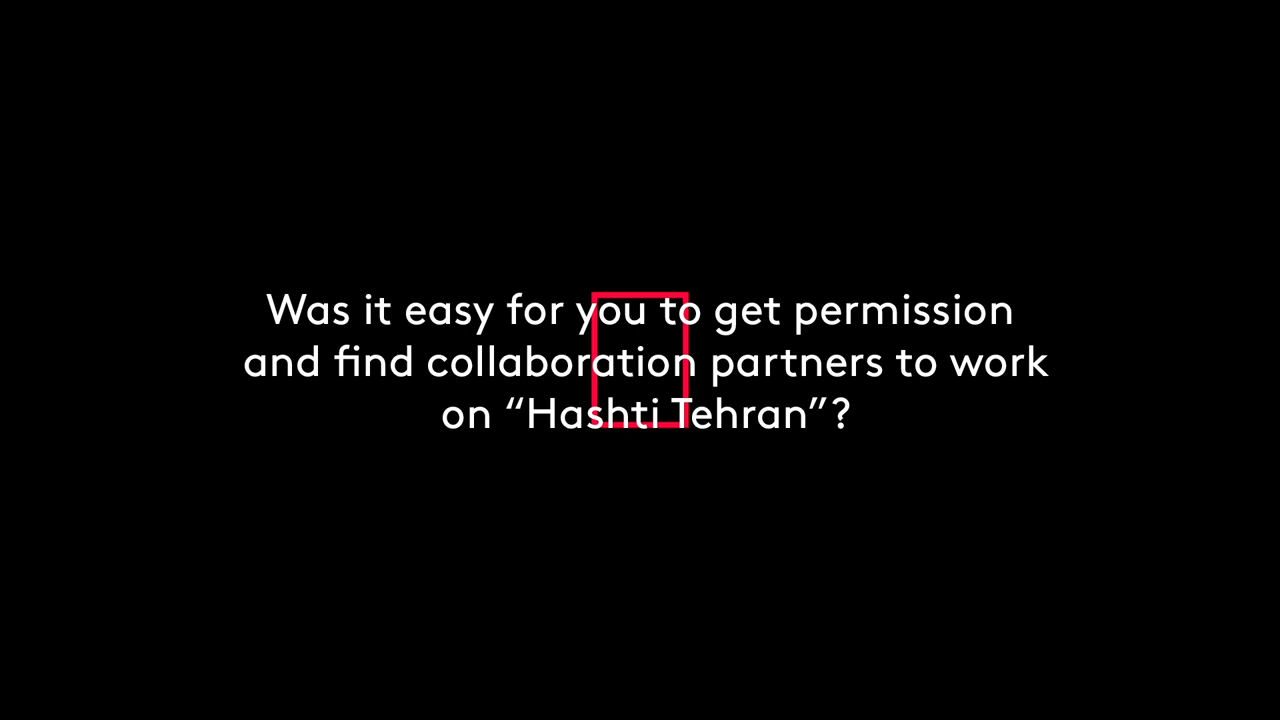 Was it easy for you to get permission
and find collaboration partners to work
on “Hashti Tehran”?